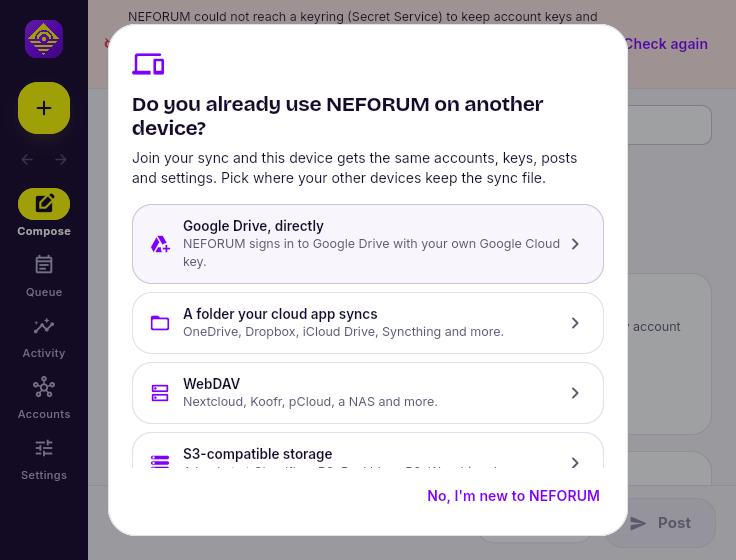 NEFORUM could not reach a keyring (Secret Service) to keep account keys and
Check again
Do you already use NEFORUM on another
device?
Join your sync and this device gets the same accounts, keys, posts
and settings. Pick where your other devices keep the sync file.
Google Drive, directly
NEFORUM signs in to Google Drive with your own Google Cloud
key.
A folder your cloud app syncs
OneDrive, Dropbox, iCloud Drive, Syncthing and more.
WebDAV
Nextcloud, Koofr, pCloud, a NAS and more.
S3-compatible storage
No, I'm new to NEFORUM
Compose
Queue
Activity
Accounts
Settings
account
Post